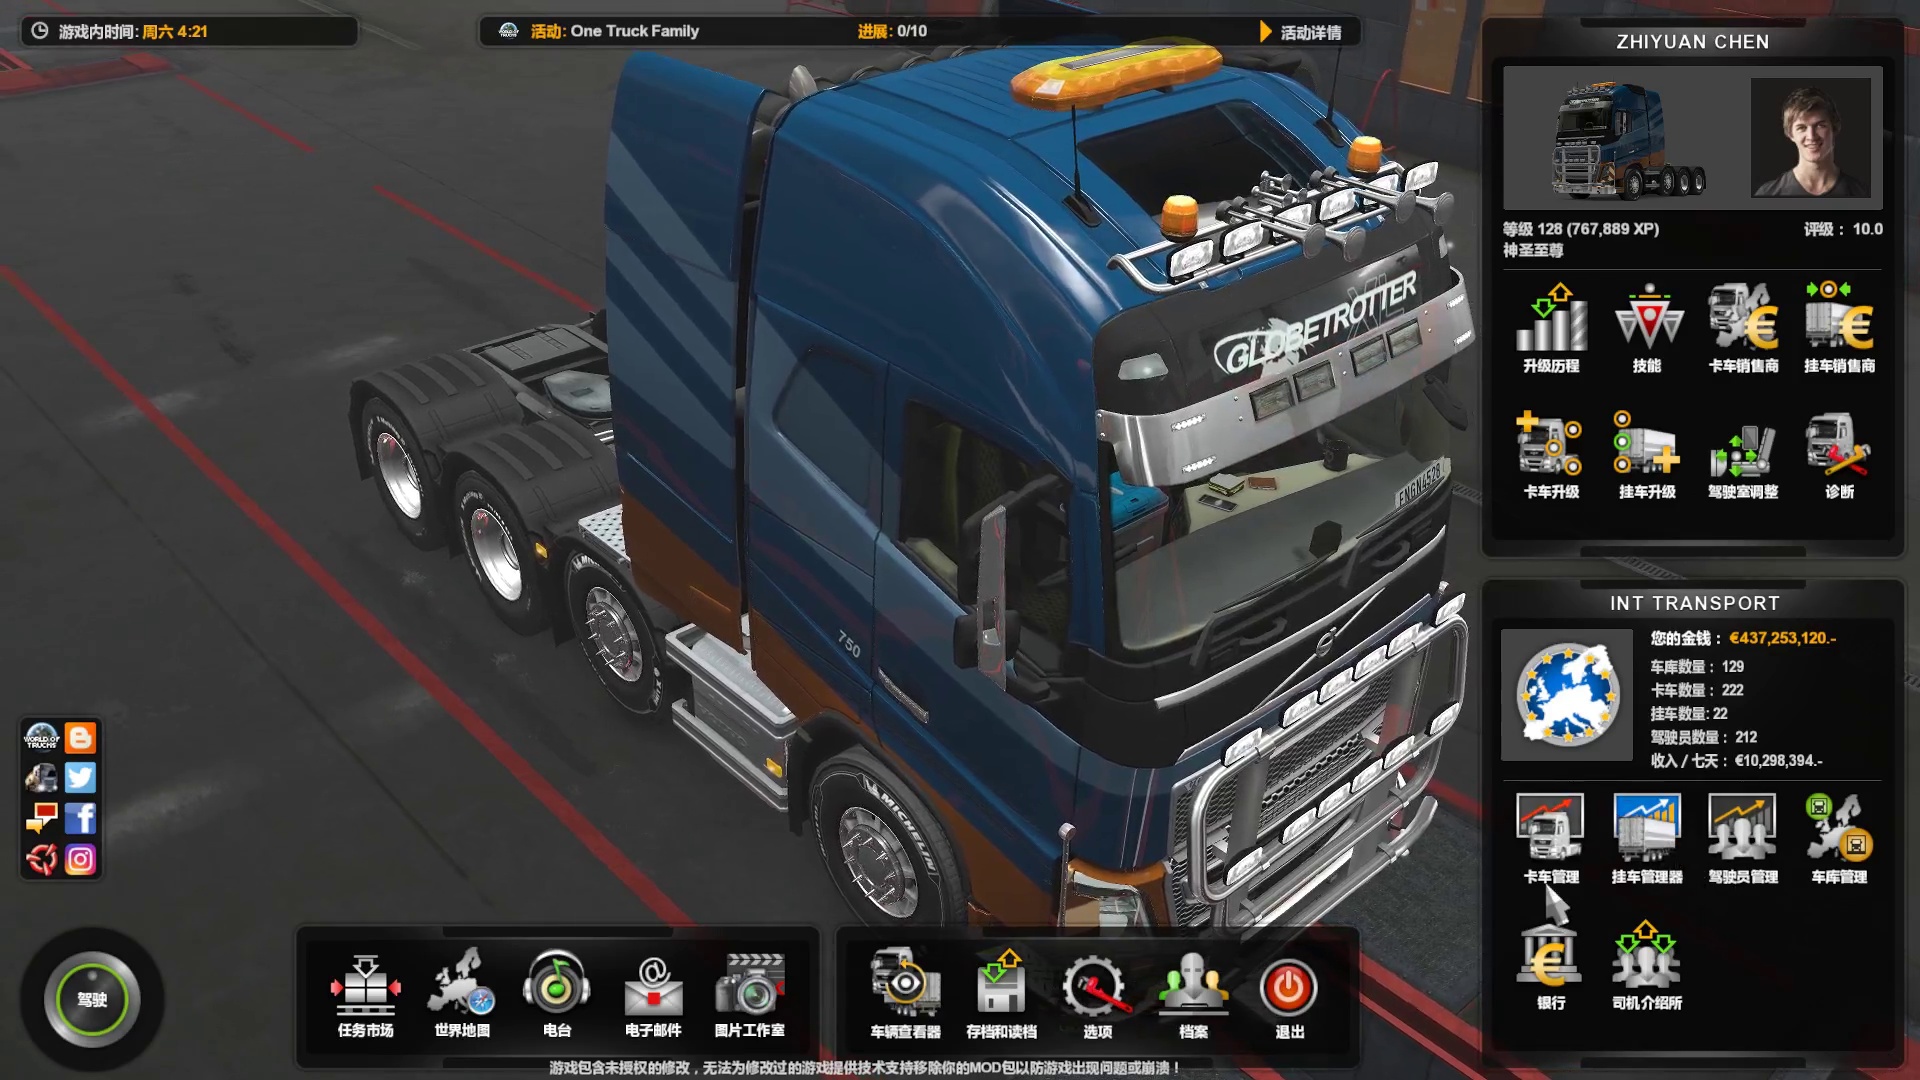 游戏内时间: 周六 4:21
活动: One Truck Family
进展: 0/10
活动详情
ZHIYUAN CHEN
等级 128 (767,889 XP)
评级： 10.0
神圣至尊
升级历程
技能
卡车销售商
挂车销售商
卡车升级
挂车升级
驾驶室调整
诊断
GLOBETROTTER XL
ENGN4528
750
MICHELIN
INT TRANSPORT
您的金钱： €437,253,120.-
车库数量： 129
卡车数量： 222
挂车数量: 22
驾驶员数量： 212
收入 / 七天： €10,298,394.-
卡车管理
挂车管理器
驾驶员管理
车库管理
银行
司机介绍所
WORLD OF TRUCKS
驾驶
任务市场
世界地图
电台
电子邮件
图片工作室
车辆查看器
存档和读档
选项
档案
退出
游戏包含未授权的修改，无法为修改过的游戏提供技术支持移除你的MOD包以防游戏出现问题或崩溃！